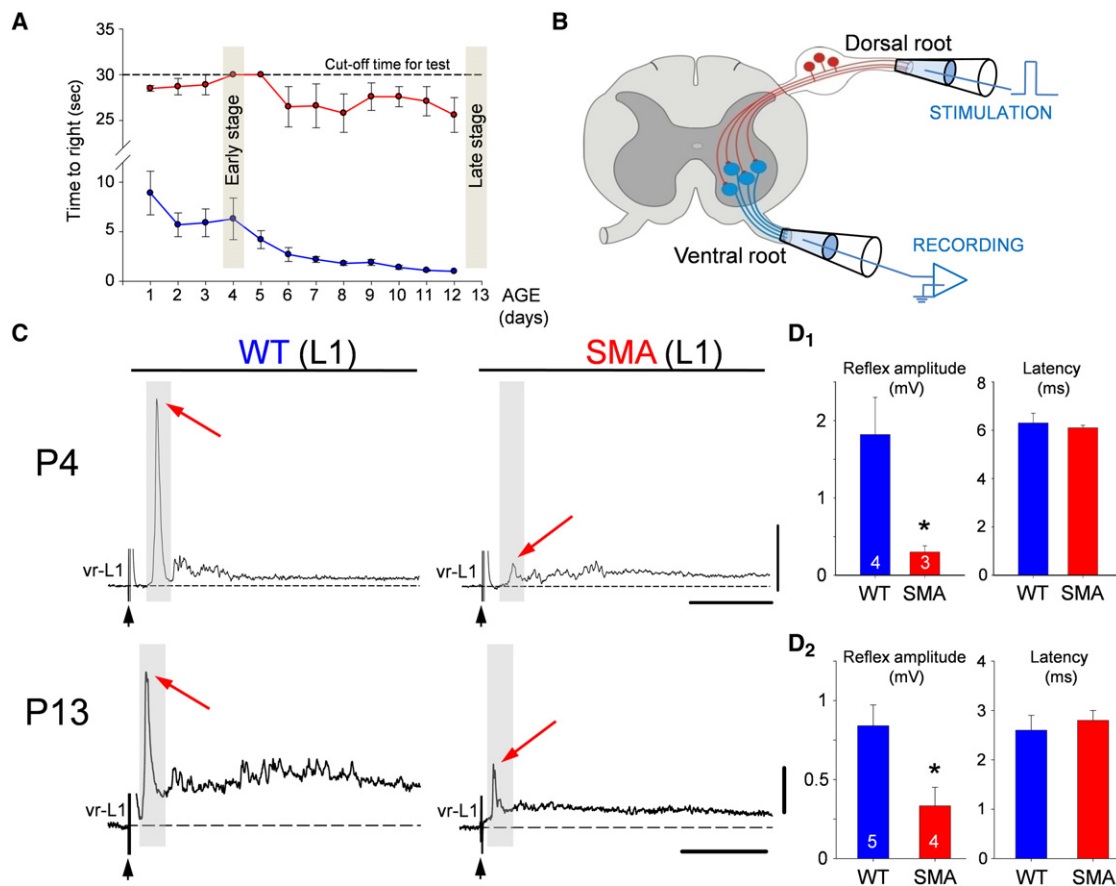 A
30
25
10
5
0
Time to right (sec)
Cut-off time for test
Early stage
Late stage
1 2 3 4 5 6 7 8 9 10 11 12 13 AGE
(days)
B
Dorsal root
STIMULATION
Ventral root
RECORDING
C
WT (L1)
SMA (L1)
P4
vr-L1
vr-L1
P13
vr-L1
vr-L1
D1
Reflex amplitude
(mV)
2
1
0
4
3
*
WT SMA
Latency
(ms)
8
6
4
2
0
WT SMA
D2
Reflex amplitude
(mV)
1
0.5
0
5
4
*
WT SMA
Latency
(ms)
4
3
2
1
0
WT SMA